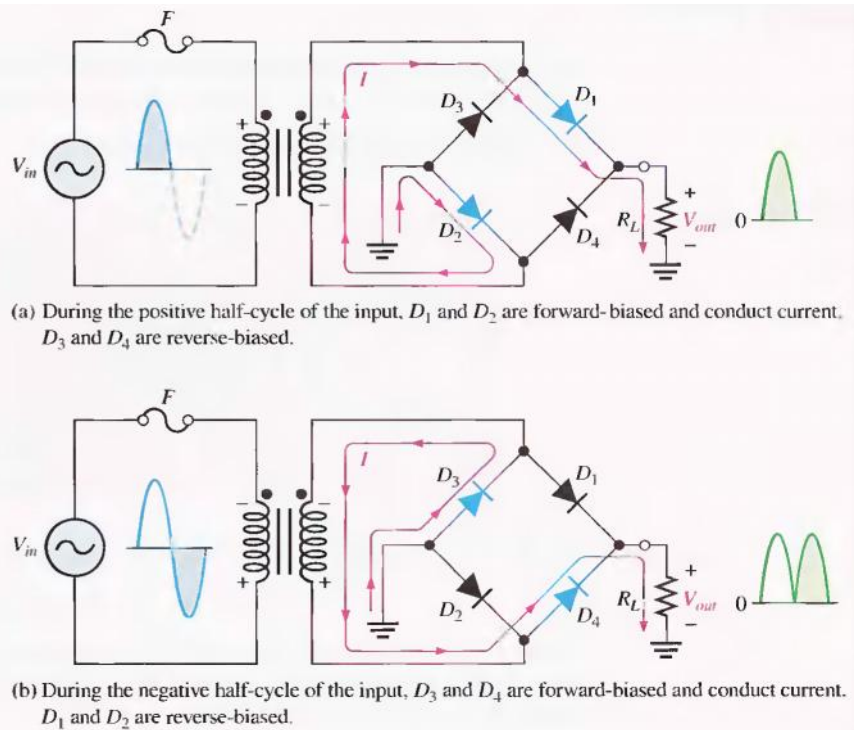 F
I
D3
D1
Vin
+
+
+
−
−
D2
D4
RL
Vout
−
0
(a) During the positive half-cycle of the input, D1 and D2 are forward-biased and conduct current.
D3 and D4 are reverse-biased.
F
I
D3
D1
Vin
−
−
+
+
+
D2
D4
RL
Vout
−
0
(b) During the negative half-cycle of the input, D3 and D4 are forward-biased and conduct current.
D1 and D2 are reverse-biased.